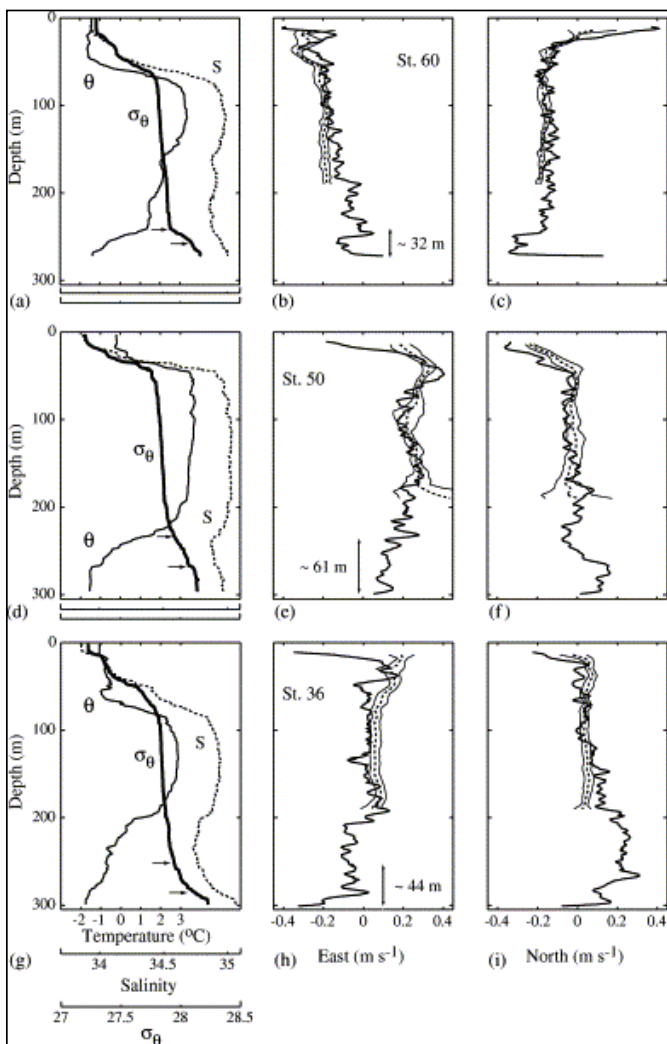 0
100
200
300
Depth (m)
θ
S
σθ
(a)
St. 60
~ 32 m
(b)
(c)
0
100
200
300
Depth (m)
σθ
S
θ
(d)
St. 50
~ 61 m
(e)
(f)
0
100
200
300
Depth (m)
θ
S
σθ
St. 36
~ 44 m
-2 -1 0 1 2 3
Temperature (ºC)
-0.4 -0.2 0 0.2 0.4
-0.4 -0.2 0 0.2 0.4
(g)
34 34.5 35
Salinity
(h) East (m s-1)
(i) North (m s-1)
27 27.5 28 28.5
σθ